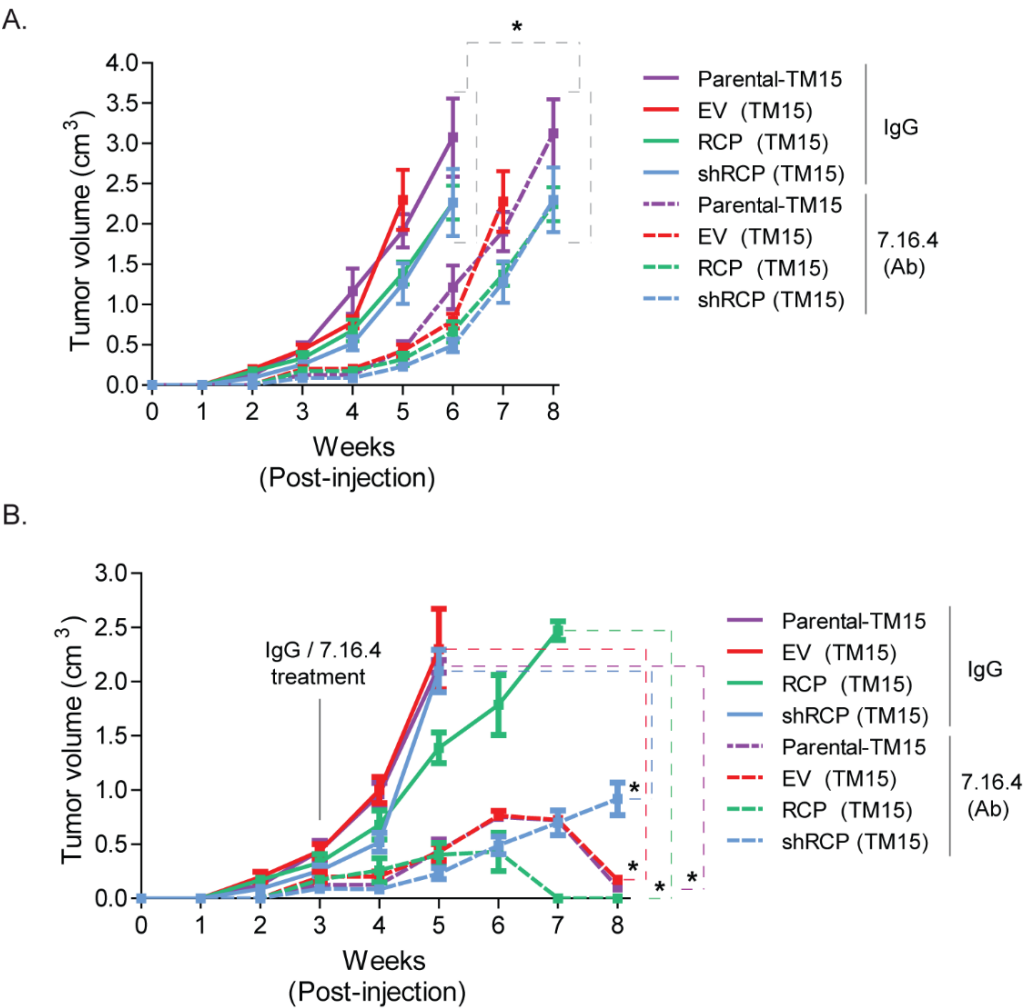 A.
*
Tumor volume (cm3)
4.0
3.5
3.0
2.5
2.0
1.5
1.0
0.5
0.0
0 1 2 3 4 5 6 7 8
Weeks
(Post-injection)
Parental-TM15
EV (TM15)
RCP (TM15)
shRCP (TM15)
IgG
Parental-TM15
EV (TM15)
RCP (TM15)
shRCP (TM15)
7.16.4
(Ab)
B.
Tumor volume (cm3)
3.0
2.5
2.0
1.5
1.0
0.5
0.0
IgG / 7.16.4
treatment
*
*
*
*
0 1 2 3 4 5 6 7 8
Weeks
(Post-injection)
Parental-TM15
EV (TM15)
RCP (TM15)
shRCP (TM15)
IgG
Parental-TM15
EV (TM15)
RCP (TM15)
shRCP (TM15)
7.16.4
(Ab)